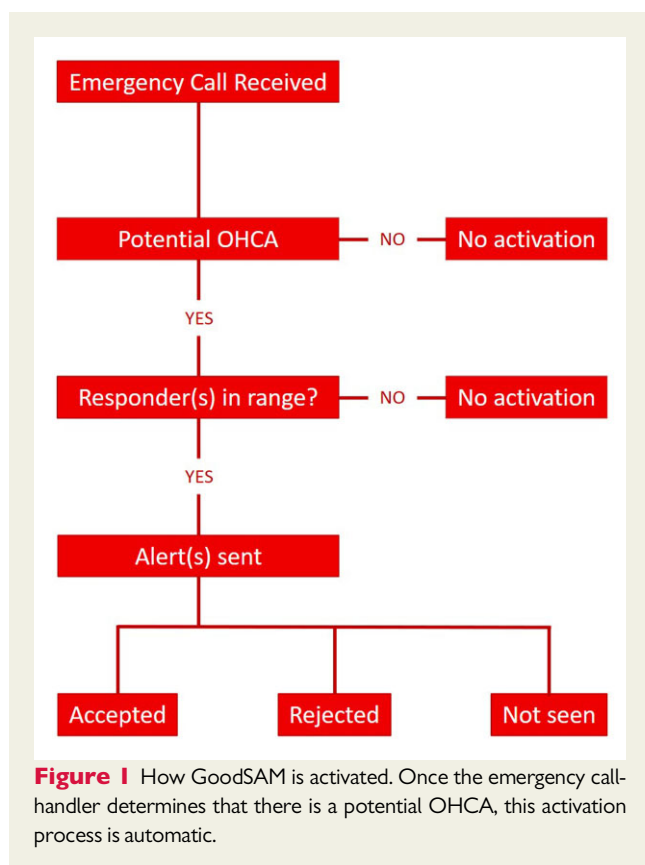 Emergency Call Received
Potential OHCA
NO
No activation
YES
Responder(s) in range?
NO
No activation
YES
Alert(s) sent
Accepted
Rejected
Not seen
Figure 1 How GoodSAM is activated. Once the emergency call-
handler determines that there is a potential OHCA, this activation
process is automatic.